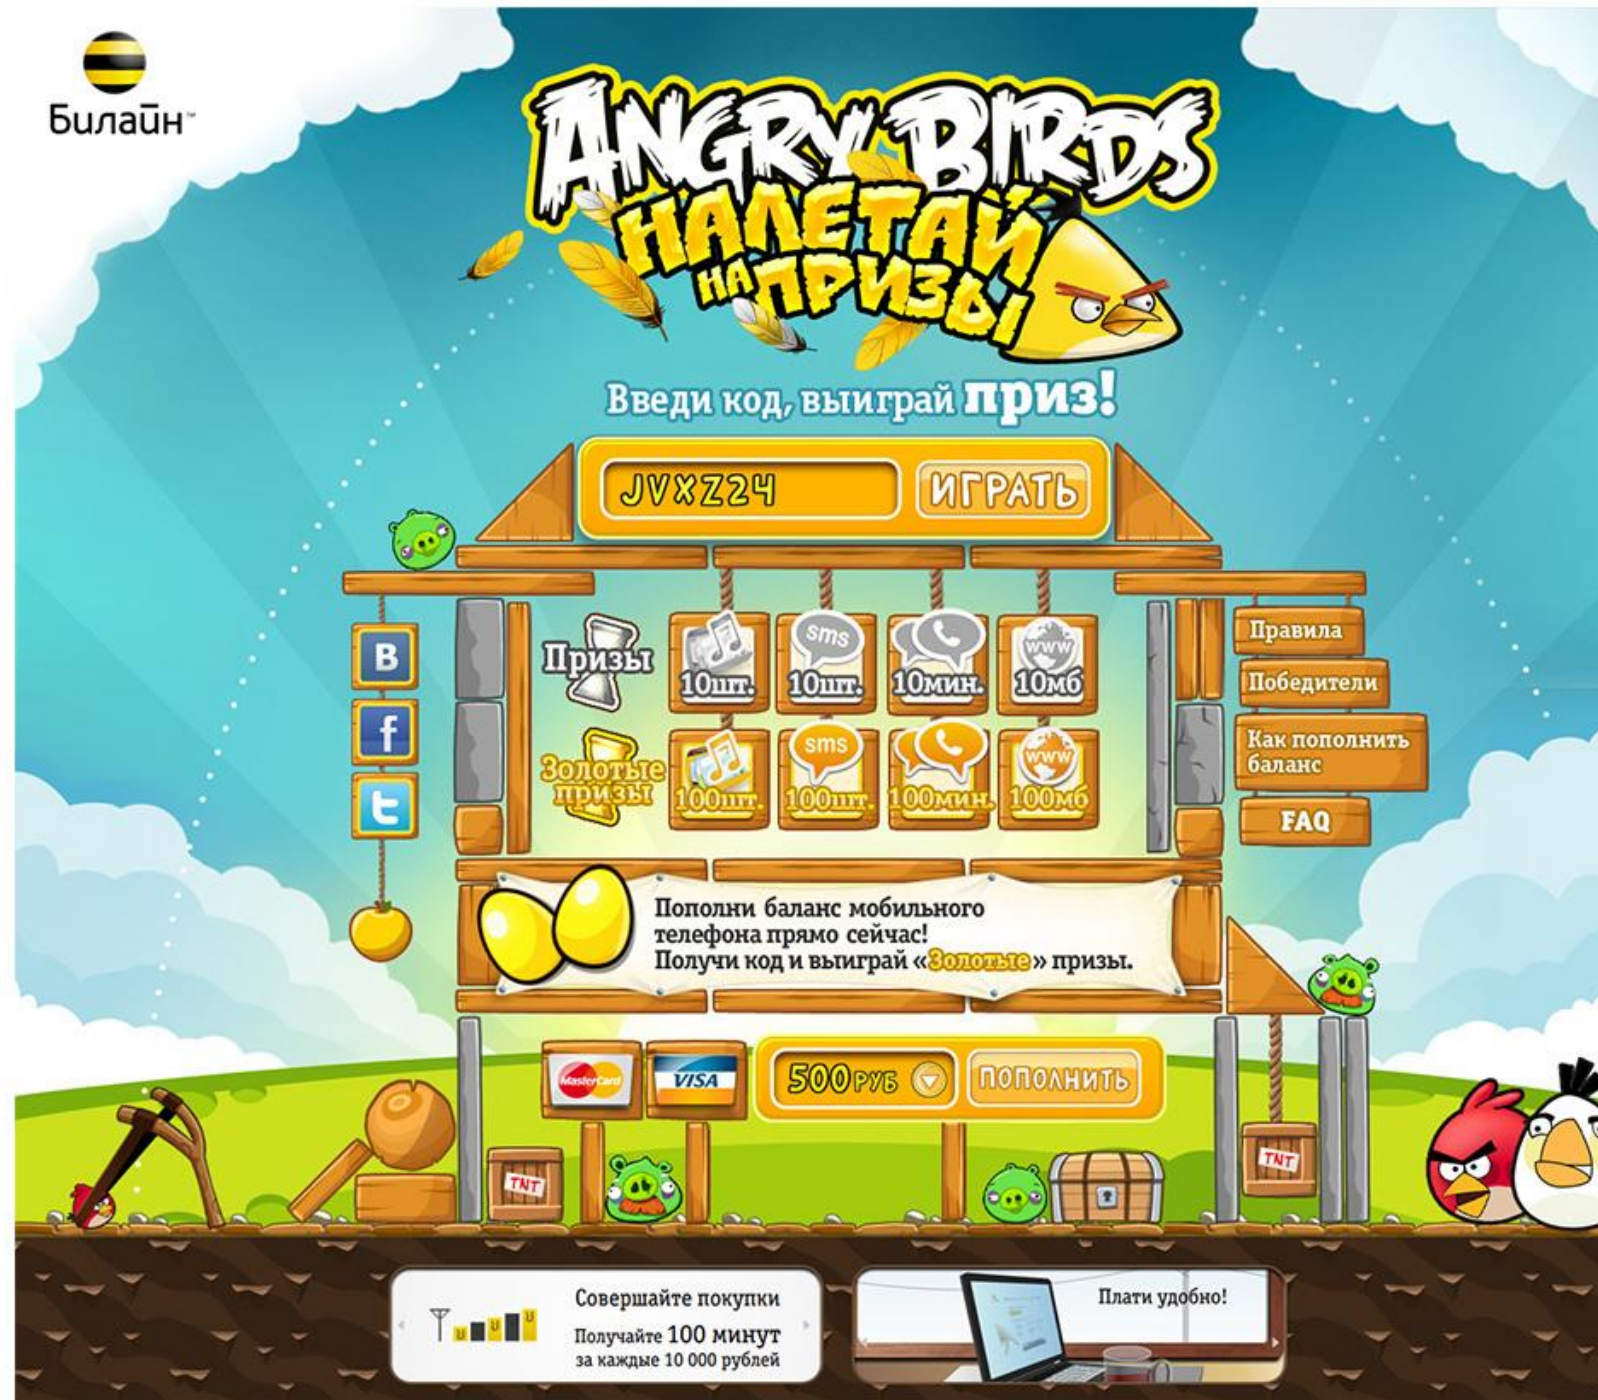 Билайн™
ANGRY BIRDS
НАЛЕТАЙ
НА ПРИЗЫ
Введи код, выиграй приз!
JVXZ24
ИГРАТЬ
Призы
10шт.
sms
10шт.
10мин.
www
10мб
Золотые
призы
100шт.
sms
100шт.
100мин.
www
100мб
В
f
t
Правила
Победители
Как пополнить
баланс
FAQ
Пополни баланс мобильного
телефона прямо сейчас!
Получи код и выиграй «Золотые» призы.
MasterCard
VISA
500 РУБ
ПОПОЛНИТЬ
TNT
TNT
Совершайте покупки
Получайте 100 минут
за каждые 10 000 рублей
Плати удобно!